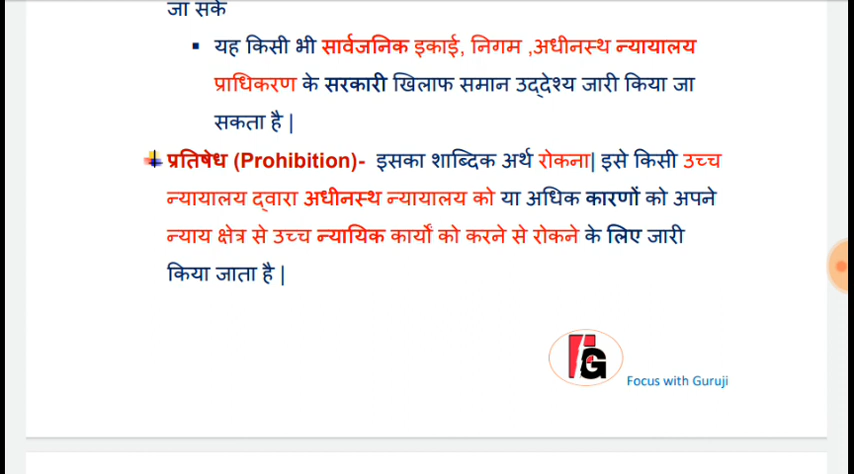 जा सके
▪ यह किसी भी सार्वजनिक इकाई, निगम ,अधीनस्थ न्यायालय
प्राधिकरण के सरकारी खिलाफ समान उद्देश्य जारी किया जा
सकता है |
प्रतिषेध (Prohibition)- इसका शाब्दिक अर्थ रोकना| इसे किसी उच्च
न्यायालय द्वारा अधीनस्थ न्यायालय को या अधिक कारणों को अपने
न्याय क्षेत्र से उच्च न्यायिक कार्यों को करने से रोकने के लिए जारी
किया जाता है |
G
Focus with Guruji